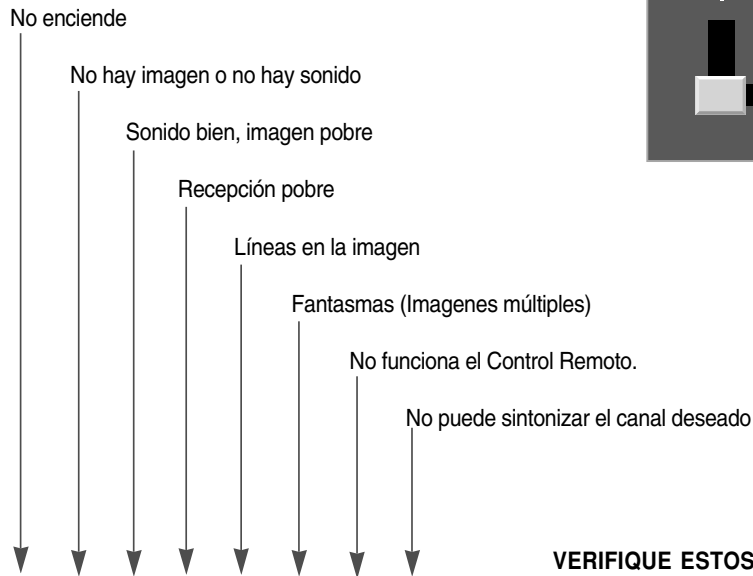 No enciende
No hay imagen o no hay sonido
Sonido bien, imagen pobre
Recepción pobre
Líneas en la imagen
Fantasmas (Imagenes múltiples)
No funciona el Control Remoto.
No puede sintonizar el canal deseado
VERIFIQUE ESTOS